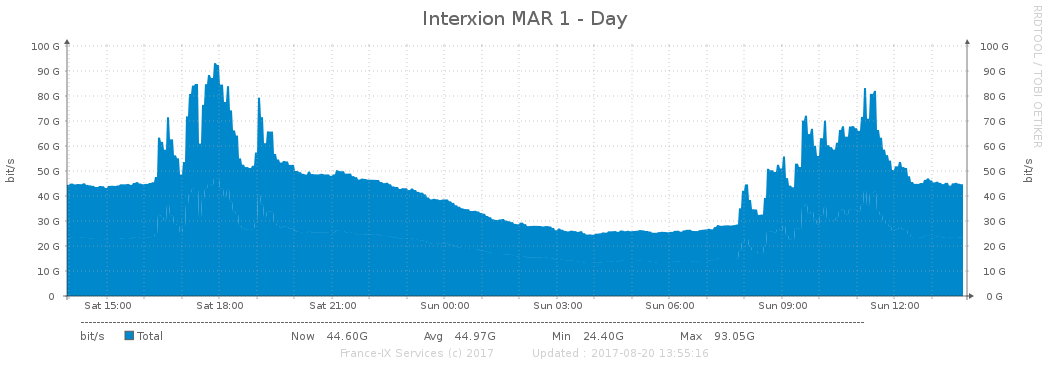 Interxion MAR 1 - Day
RRDTOOL / TOBI OETIKER
bit/s
100 G 100 G
90 G 90 G
80 G 80 G
70 G 70 G
60 G 60 G
50 G 50 G
40 G 40 G
30 G 30 G
20 G 20 G
10 G 10 G
0 0 G
bit/s
Sat 15:00 Sat 18:00 Sat 21:00 Sun 00:00 Sun 03:00 Sun 06:00 Sun 09:00 Sun 12:00
bit/s Total Now 44.60G Avg 44.97G Min 24.40G Max 93.05G
France-IX Services (c) 2017 Updated : 2017-08-20 13:55:16